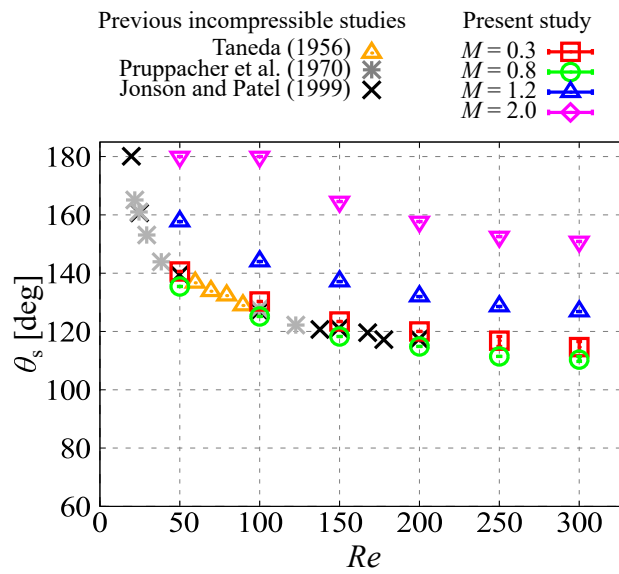 Previous incompressible studies
Taneda (1956)
Pruppacher et al. (1970)
Jonson and Patel (1999)
Present study
M = 0.3
M = 0.8
M = 1.2
M = 2.0
θs [deg]
180
160
140
120
100
80
60
0 50 100 150 200 250 300
Re